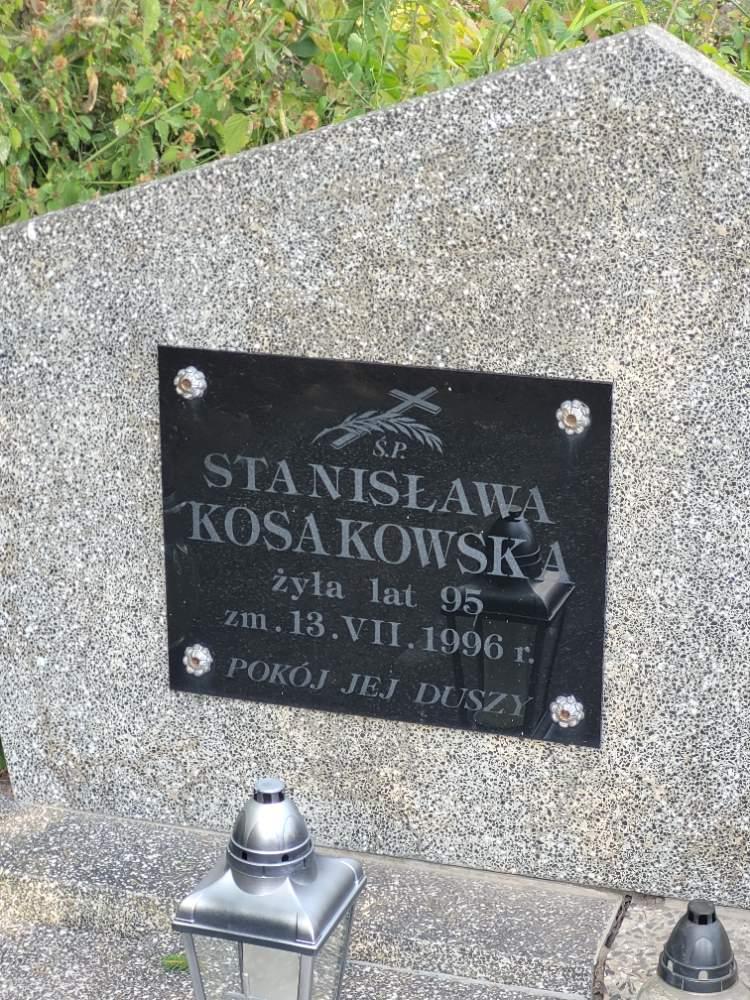 Ś.P.
STANISŁAWA
KOSAKOWSKA
żyła lat 95
zm. 13. VII. 1996 r.
POKÓJ JEJ DUSZY